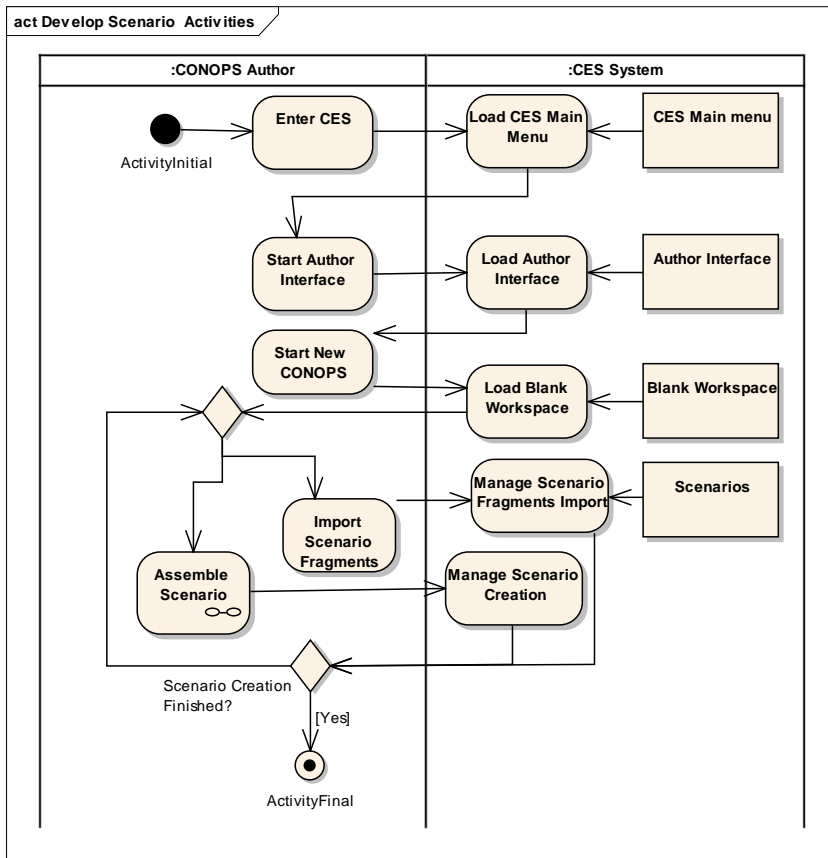 act Develop Scenario  Activities
:CONOPS Author
:CES System
Enter CES
Load CES Main
Menu
CES Main menu
ActivityInitial
Start Author
Interface
Load Author
Interface
Author Interface
Start New
CONOPS
Load Blank
Workspace
Blank Workspace
Manage Scenario
Fragments Import
Scenarios
Import
Scenario
Fragments
Assemble
Scenario
Manage Scenario
Creation
Scenario Creation
Finished?
[Yes]
ActivityFinal